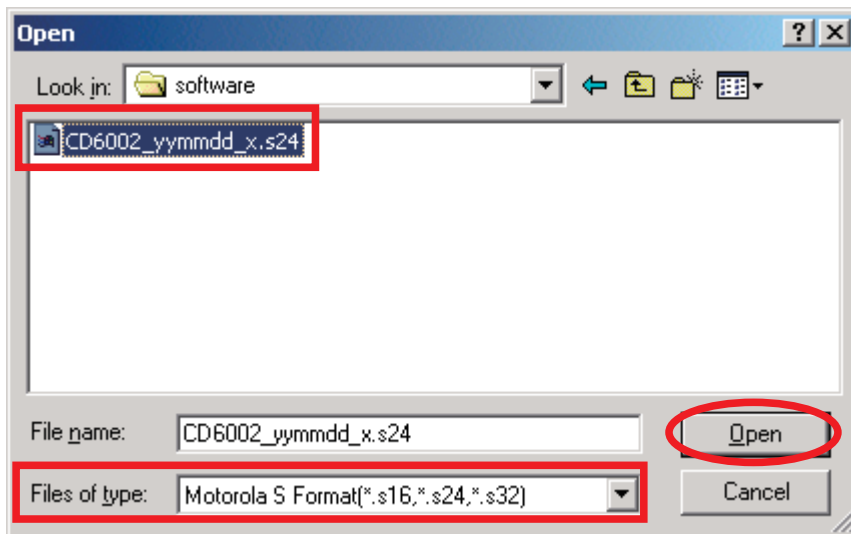 Open
Look in: software
CD6002_yymmdd_x.s24
File name: CD6002_yymmdd_x.s24 Open
Files of type: Motorola S Format(*.s16,*.s24,*.s32) Cancel